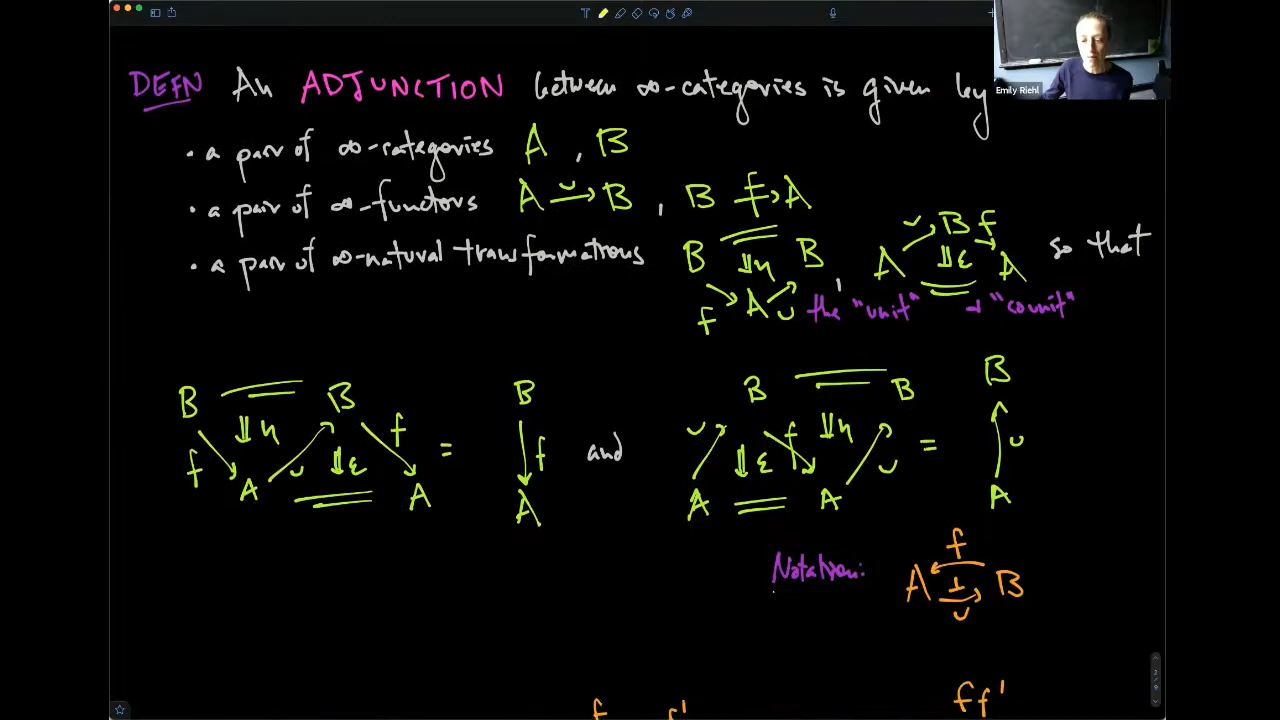 Emily Riehl
DEFN An ADJUNCTION between ∞-categories is given by
• a pair of ∞-categories A , B
• a pair of ∞-functors A —u→ B , B —f→ A
• a pair of ∞-natural transformations B B , A B A so that
⇓η f A u u f ⇓ε
the "unit" + "counit"
B B f B B B B
f ⇓η u ⇓ε = f and u ⇓ε f ⇓η u = u
A A A A A A
Notation: A f ⊥ u B
f f' ff'